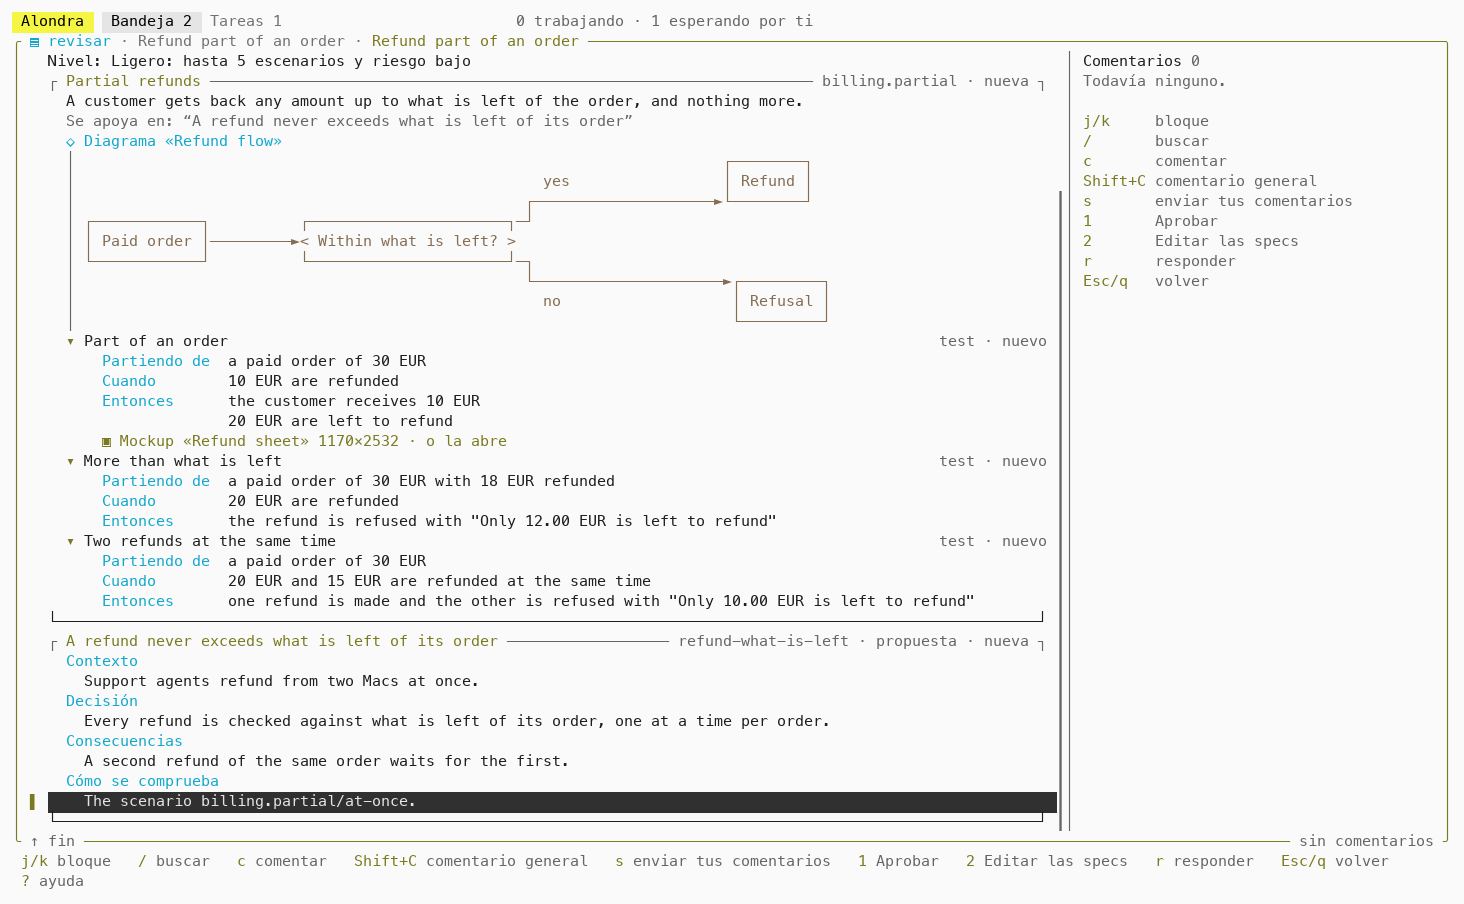 Alondra Bandeja 2 Tareas 1 0 trabajando · 1 esperando por ti
▤ revisar · Refund part of an order · Refund part of an order
Nivel: Ligero: hasta 5 escenarios y riesgo bajo
Partial refunds billing.partial · nueva
A customer gets back any amount up to what is left of the order, and nothing more.
Se apoya en: “A refund never exceeds what is left of its order”
◇ Diagrama «Refund flow»
yes
Refund
Paid order
< Within what is left? >
no
Refusal
▾ Part of an order test · nuevo
Partiendo de a paid order of 30 EUR
Cuando 10 EUR are refunded
Entonces the customer receives 10 EUR
20 EUR are left to refund
▣ Mockup «Refund sheet» 1170×2532 · o la abre
▾ More than what is left test · nuevo
Partiendo de a paid order of 30 EUR with 18 EUR refunded
Cuando 20 EUR are refunded
Entonces the refund is refused with "Only 12.00 EUR is left to refund"
▾ Two refunds at the same time test · nuevo
Partiendo de a paid order of 30 EUR
Cuando 20 EUR and 15 EUR are refunded at the same time
Entonces one refund is made and the other is refused with "Only 10.00 EUR is left to refund"
A refund never exceeds what is left of its order refund-what-is-left · propuesta · nueva
Contexto
Support agents refund from two Macs at once.
Decisión
Every refund is checked against what is left of its order, one at a time per order.
Consecuencias
A second refund of the same order waits for the first.
Cómo se comprueba
The scenario billing.partial/at-once.
Comentarios 0
Todavía ninguno.
j/k bloque
/ buscar
c comentar
Shift+C comentario general
s enviar tus comentarios
1 Aprobar
2 Editar las specs
r responder
Esc/q volver
↑ fin sin comentarios
j/k bloque / buscar c comentar Shift+C comentario general s enviar tus comentarios 1 Aprobar 2 Editar las specs r responder Esc/q volver
? ayuda